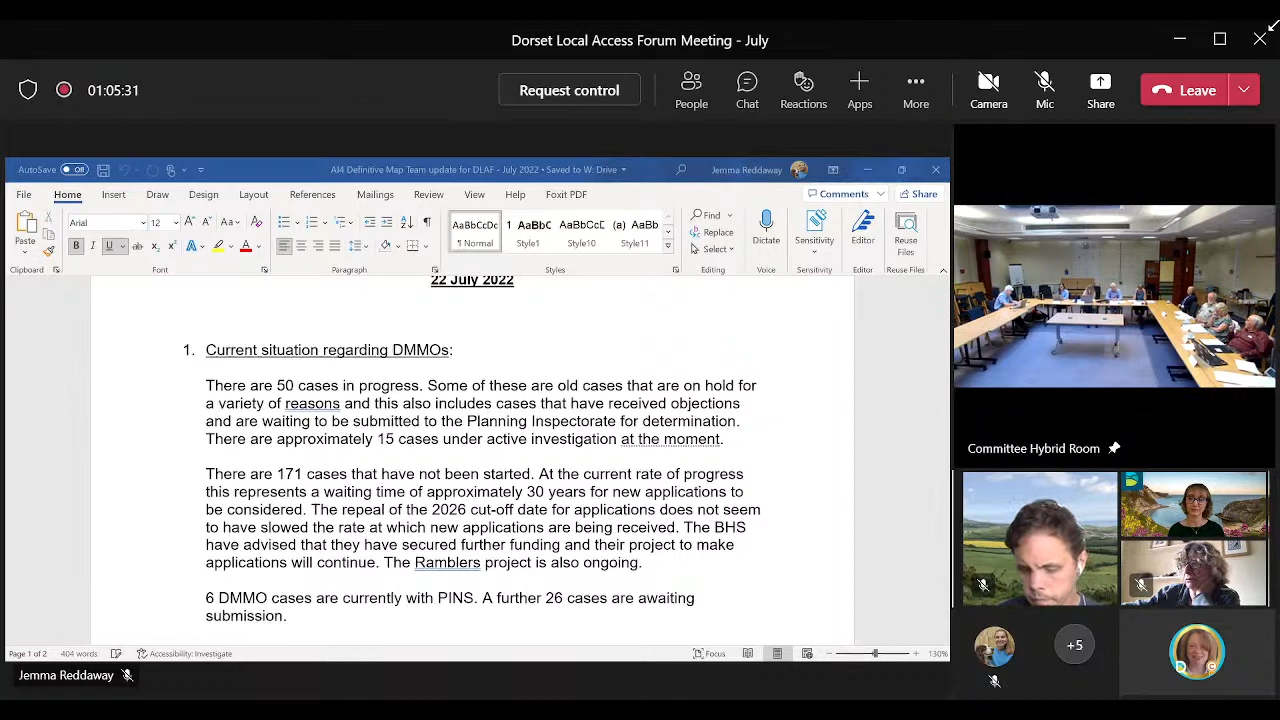 Dorset Local Access Forum Meeting - July
01:05:31
Request control
People
Chat
Reactions
Apps
More
Camera
Mic
Share
Leave
AutoSave Off
AI4 Definitive Map Team update for DLAF - July 2022 • Saved to W: Drive
Jemma Reddaway
File Home Insert Draw Design Layout References Mailings Review View Help Foxit PDF
Comments
Share
Paste
Clipboard
Arial 12
Font
Paragraph
AaBbCcDc
¶ Normal
1 AaBbC
Style1
AaBbCcD
Style10
(a) AaBb
Style11
Styles
Find
Replace
Select
Editing
Dictate
Voice
Sensitivity
Sensitivity
Editor
Editor
Reuse
Files
Reuse Files
22 July 2022
1. Current situation regarding DMMOs:
There are 50 cases in progress. Some of these are old cases that are on hold for
a variety of reasons and this also includes cases that have received objections
and are waiting to be submitted to the Planning Inspectorate for determination.
There are approximately 15 cases under active investigation at the moment.
There are 171 cases that have not been started. At the current rate of progress
this represents a waiting time of approximately 30 years for new applications to
be considered. The repeal of the 2026 cut-off date for applications does not seem
to have slowed the rate at which new applications are being received. The BHS
have advised that they have secured further funding and their project to make
applications will continue. The Ramblers project is also ongoing.
6 DMMO cases are currently with PINS. A further 26 cases are awaiting
submission.
Page 1 of 2
404 words
Accessibility: Investigate
Focus
130%
Jemma Reddaway
Committee Hybrid Room
+5